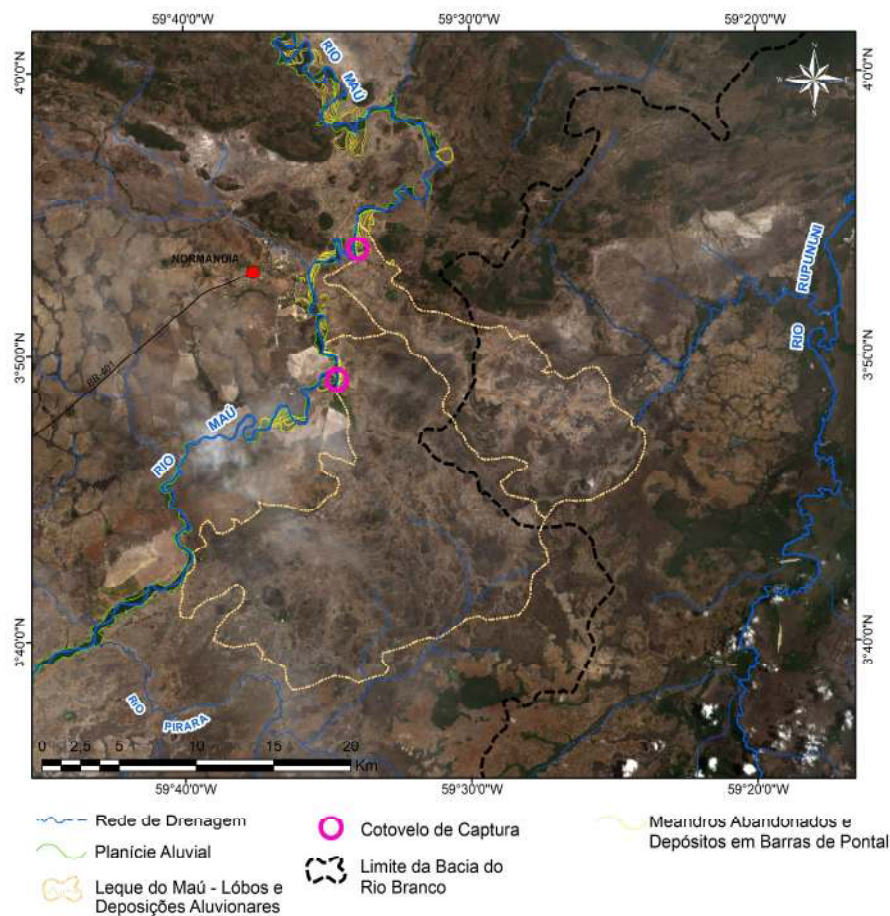 59°40'0"W
59°30'0"W
59°20'0"W
N
W
E
S
4°0'0"N
4°0'0"N
RIO
MAÚ
NORMANDIA
BR-401
RIO
RUPUNUNI
3°50'0"N
3°50'0"N
RIO
MAÚ
3°40'0"N
3°40'0"N
RIO
PIRARA
0 2,5 5 10 15 20
Km
59°40'0"W
59°30'0"W
59°20'0"W
Rede de Drenagem
Planície Aluvial
Leque do Maú - Lóbos e
Deposições Aluvionares
Cotovelo de Captura
Limite da Bacia do
Rio Branco
Meandros Abandonados e
Depósitos em Barras de Pontal